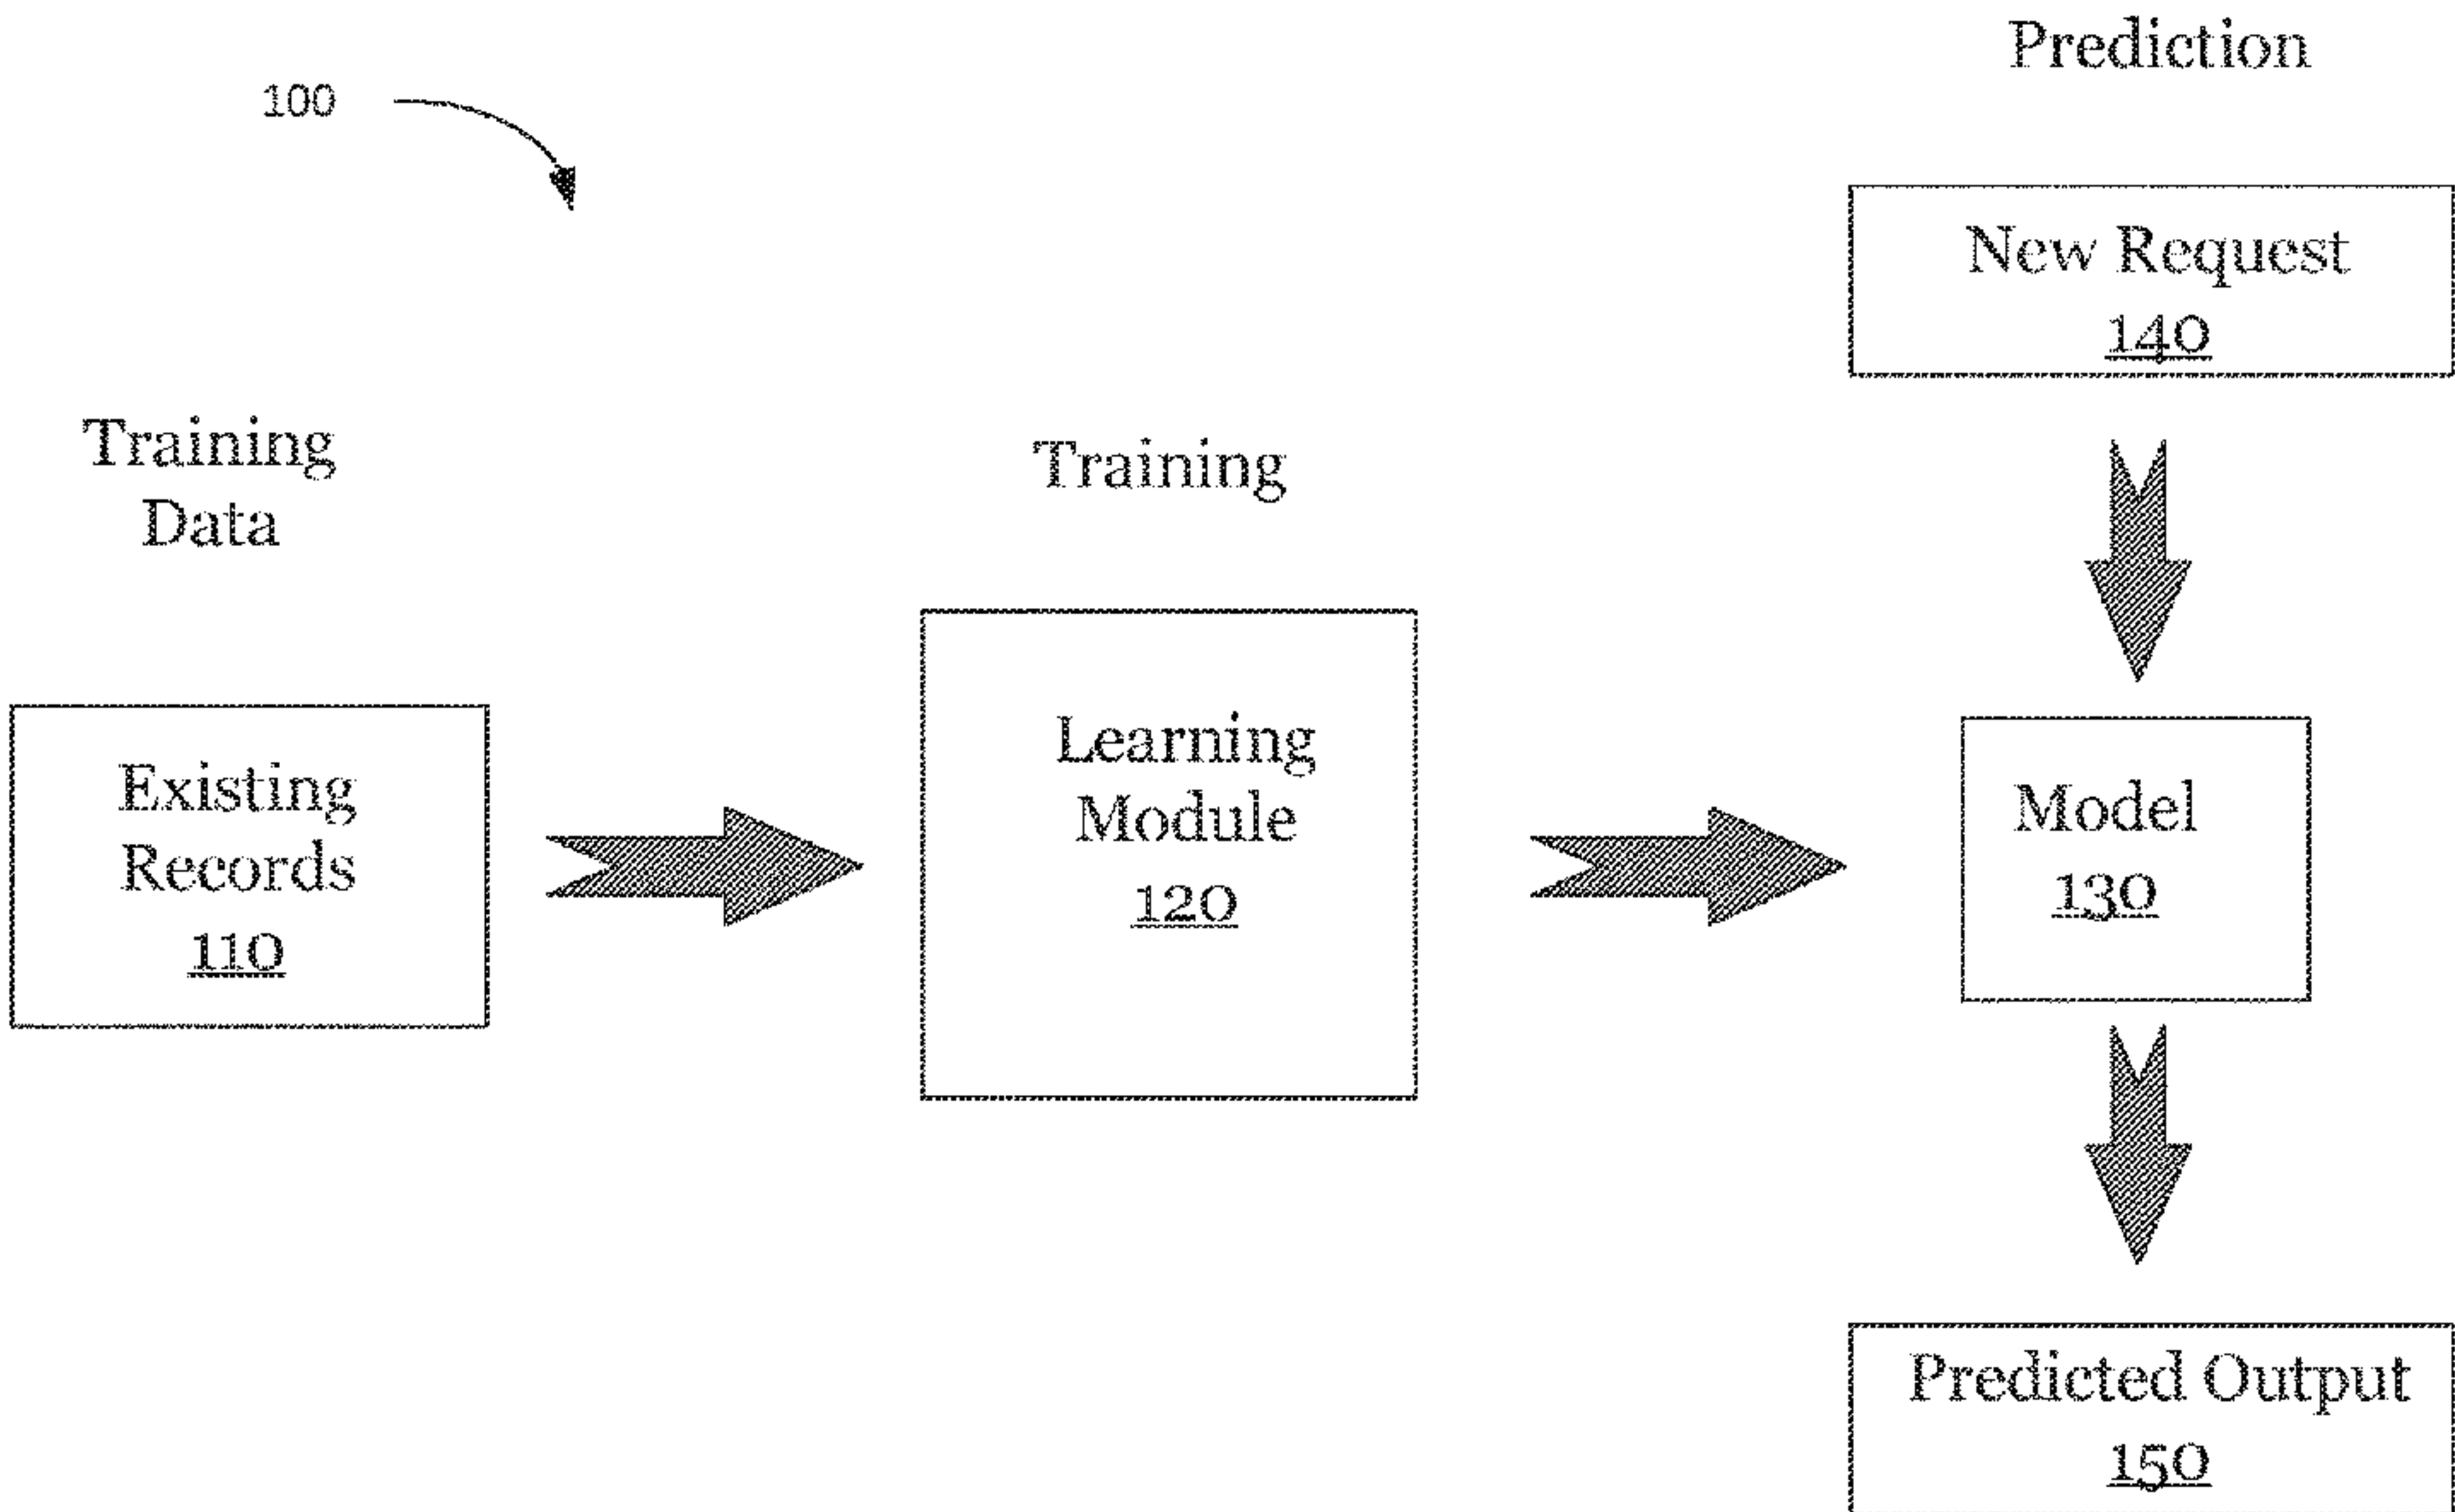 Prediction
100
New Request
140
Training
Data
Training
Existing
Records
110
Learning
Module
120
Model
130
Predicted Output
150